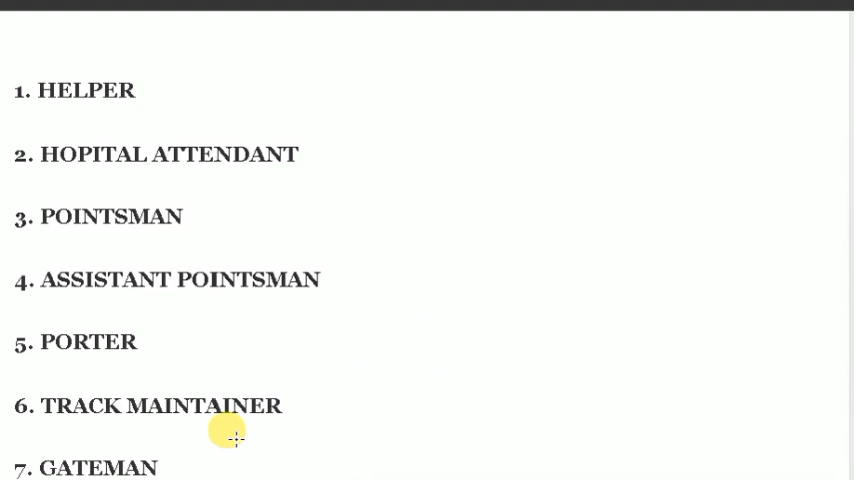 1. HELPER
2. HOPITAL ATTENDANT
3. POINTSMAN
4. ASSISTANT POINTSMAN
5. PORTER
6. TRACK MAINTAINER
7. GATEMAN